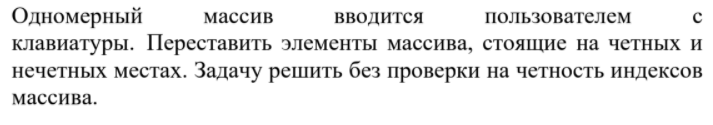 Одномерный массив вводится пользователем с
клавиатуры. Переставить элементы массива, стоящие на четных и
нечетных местах. Задачу решить без проверки на четность индексов
массива.